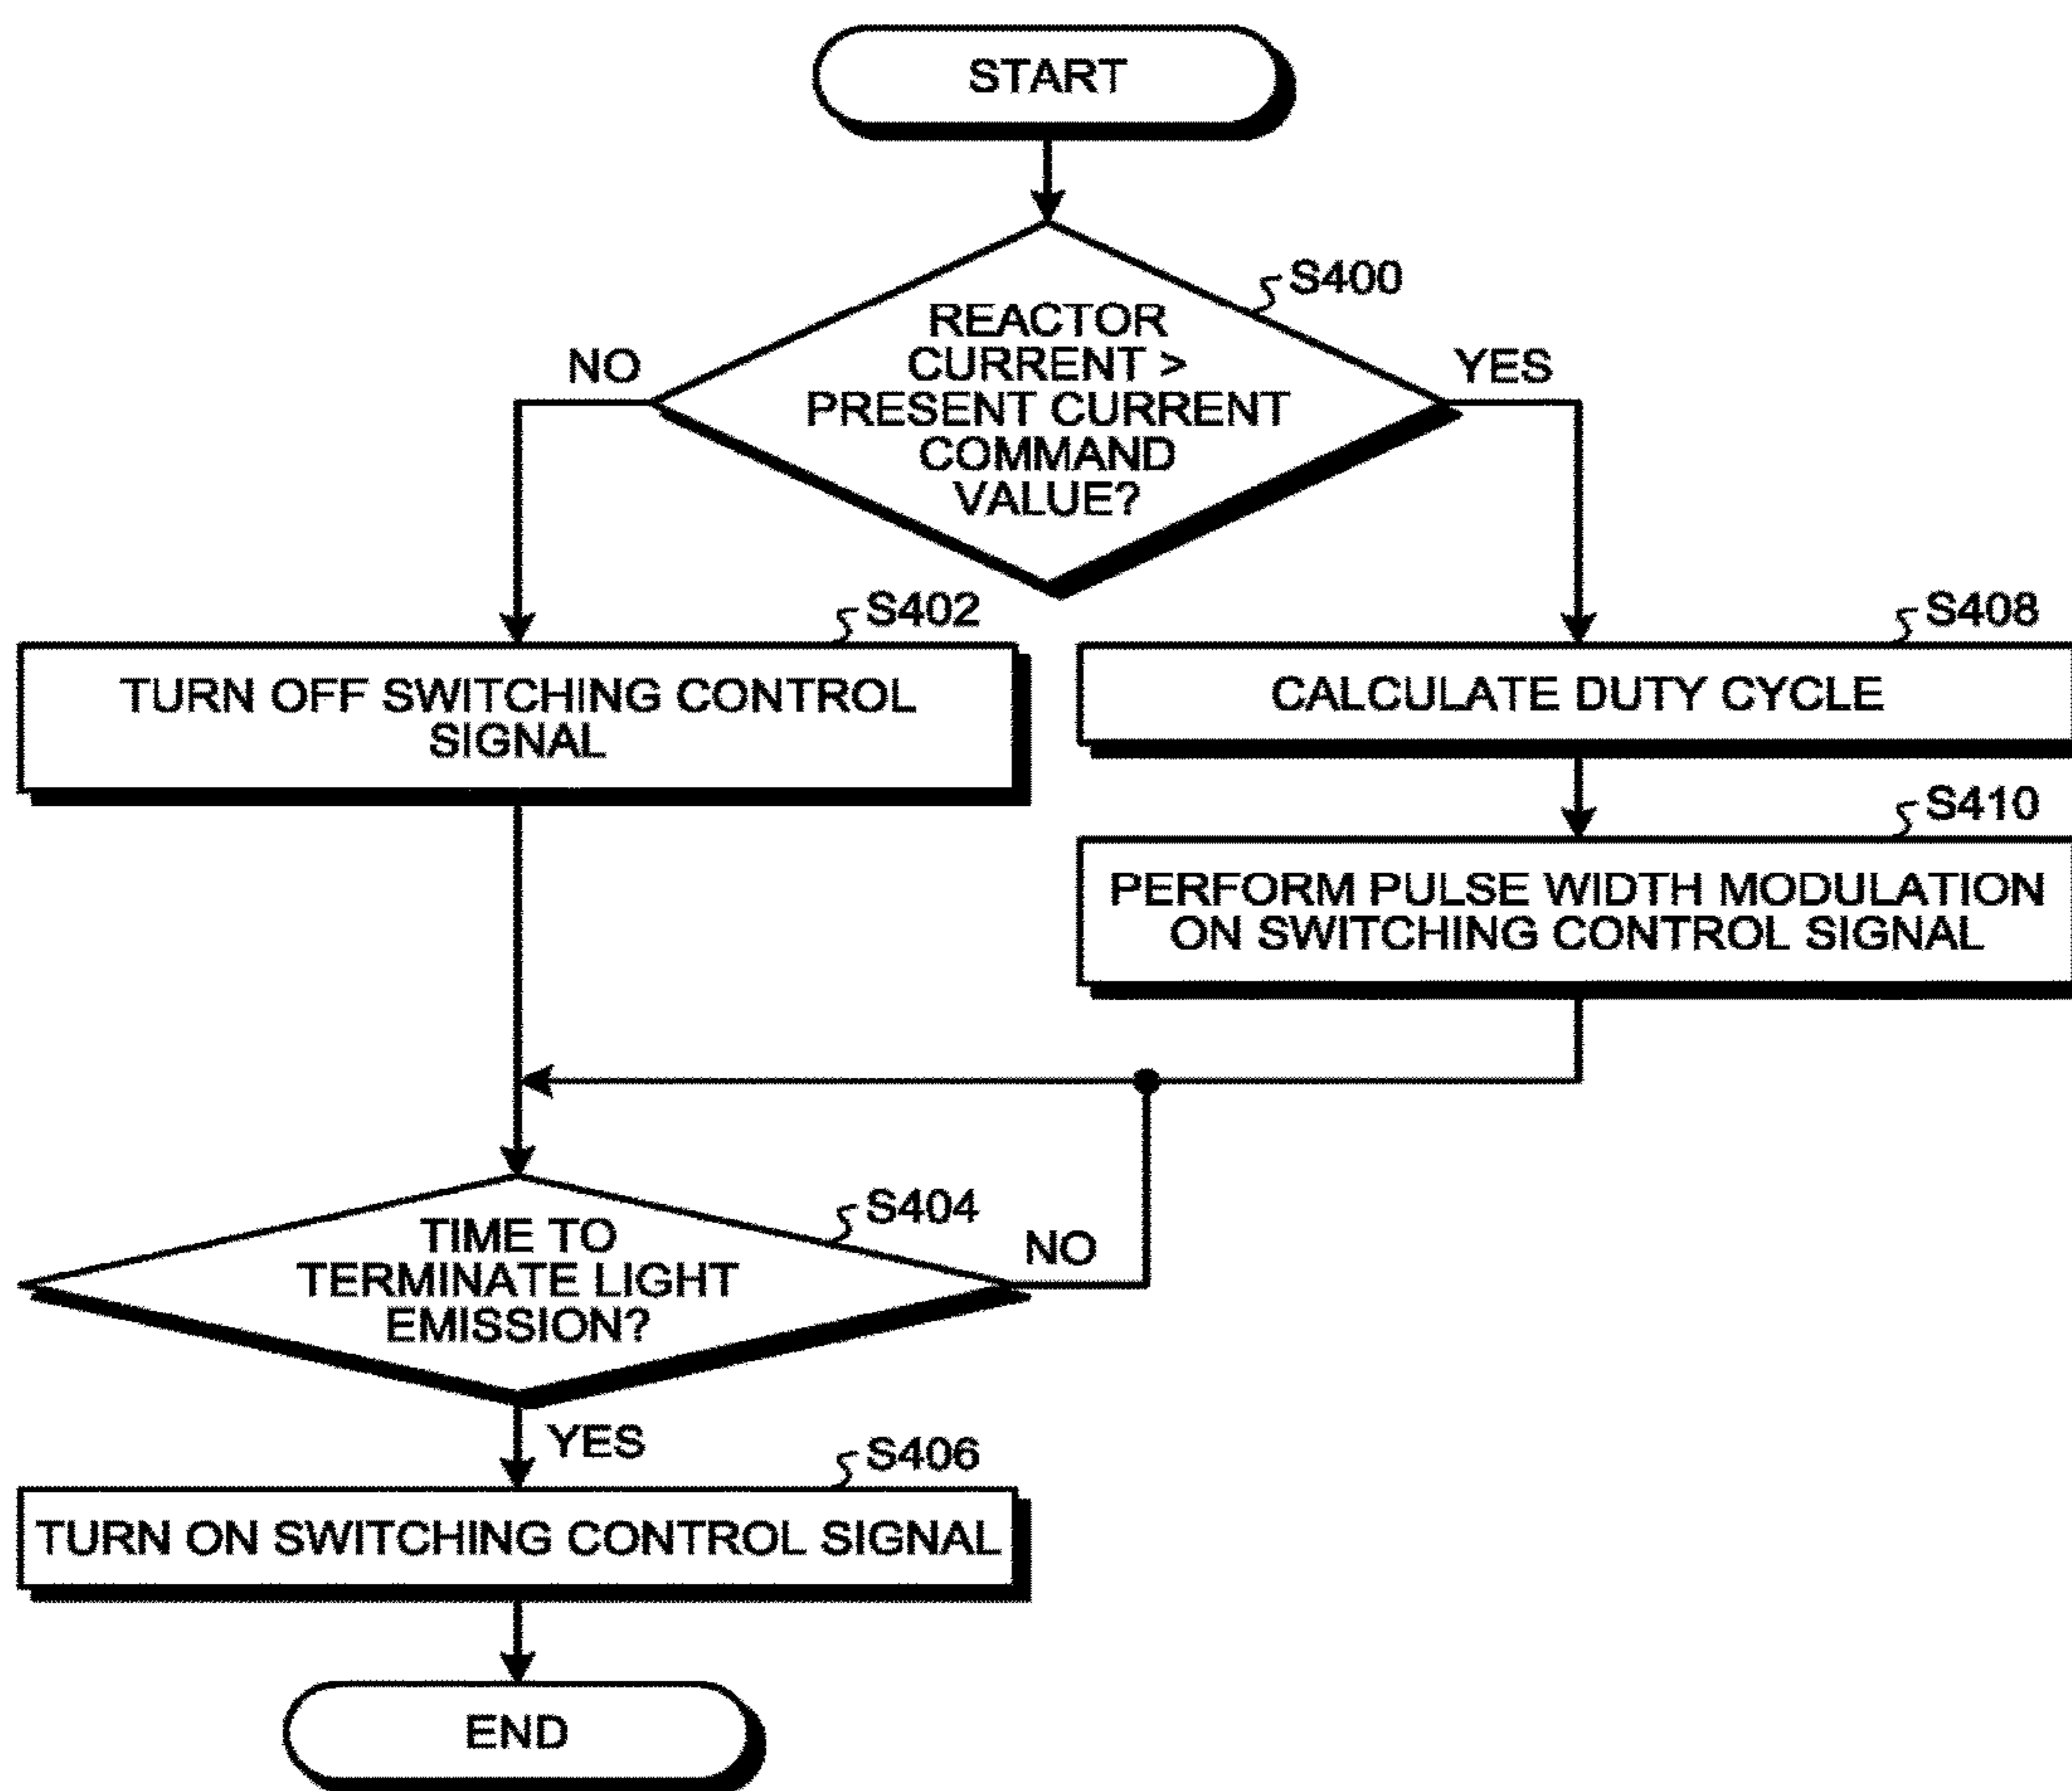 START
S400
REACTOR
CURRENT >
PRESENT CURRENT
COMMAND
VALUE?
NO
YES
S402
TURN OFF SWITCHING CONTROL
SIGNAL
S408
CALCULATE DUTY CYCLE
S410
PERFORM PULSE WIDTH MODULATION
ON SWITCHING CONTROL SIGNAL
S404
TIME TO
TERMINATE LIGHT
EMISSION?
NO
YES
S406
TURN ON SWITCHING CONTROL SIGNAL
END